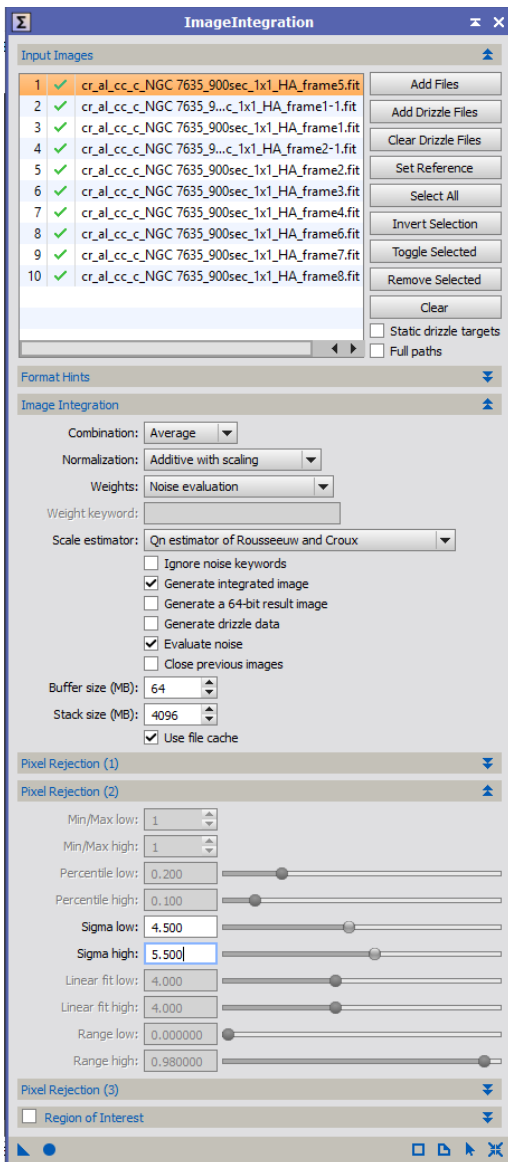 Σ ImageIntegration
Input Images
1 cr_al_cc_c_NGC 7635_900sec_1x1_HA_frame5.fit
2 cr_al_cc_c_NGC 7635_9...c_1x1_HA_frame1-1.fit
3 cr_al_cc_c_NGC 7635_900sec_1x1_HA_frame1.fit
4 cr_al_cc_c_NGC 7635_9...c_1x1_HA_frame2-1.fit
5 cr_al_cc_c_NGC 7635_900sec_1x1_HA_frame2.fit
6 cr_al_cc_c_NGC 7635_900sec_1x1_HA_frame3.fit
7 cr_al_cc_c_NGC 7635_900sec_1x1_HA_frame4.fit
8 cr_al_cc_c_NGC 7635_900sec_1x1_HA_frame6.fit
9 cr_al_cc_c_NGC 7635_900sec_1x1_HA_frame7.fit
10 cr_al_cc_c_NGC 7635_900sec_1x1_HA_frame8.fit
Add Files
Add Drizzle Files
Clear Drizzle Files
Set Reference
Select All
Invert Selection
Toggle Selected
Remove Selected
Clear
Static drizzle targets
Full paths
Format Hints
Image Integration
Combination: Average
Normalization: Additive with scaling
Weights: Noise evaluation
Weight keyword:
Scale estimator: Qn estimator of Rousseeuw and Croux
Ignore noise keywords
Generate integrated image
Generate a 64-bit result image
Generate drizzle data
Evaluate noise
Close previous images
Buffer size (MB): 64
Stack size (MB): 4096
Use file cache
Pixel Rejection (1)
Pixel Rejection (2)
Min/Max low: 1
Min/Max high: 1
Percentile low: 0.200
Percentile high: 0.100
Sigma low: 4.500
Sigma high: 5.500
Linear fit low: 4.000
Linear fit high: 4.000
Range low: 0.000000
Range high: 0.980000
Pixel Rejection (3)
Region of Interest